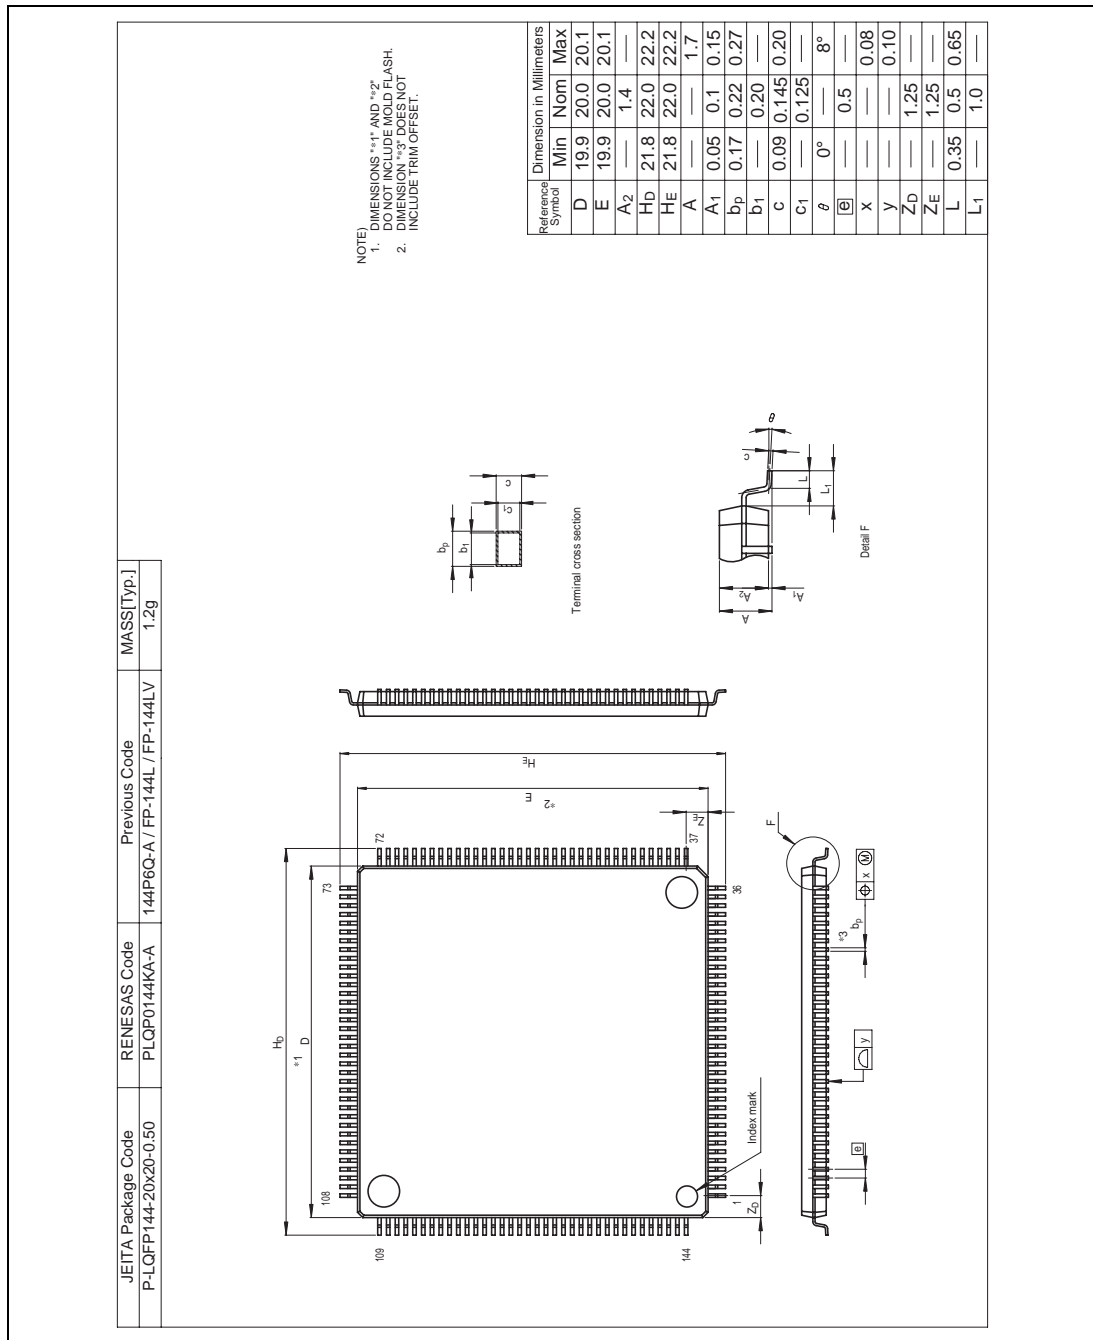 JEITA Package Code RENESAS Code Previous Code MASS[Typ.]
P-LQFP144-20x20-0.50 PLQP0144KA-A 144P6Q-A / FP-144L / FP-144LV 1.2g
HD
*1 D
108
73
109
72
144
37
1
36
ZD
Index mark
*2 E
HE
ZE
F
e
y
*3
bp
x M
bp
b1
c1
c
Terminal cross section
A
A2
A1
c
θ
L
L1
Detail F
NOTE)
1. DIMENSIONS "*1" AND "*2"
DO NOT INCLUDE MOLD FLASH.
2. DIMENSION "*3" DOES NOT
INCLUDE TRIM OFFSET.
Reference Symbol Dimension in Millimeters
Min Nom Max
D 19.9 20.0 20.1
E 19.9 20.0 20.1
A2 — 1.4 —
HD 21.8 22.0 22.2
HE 21.8 22.0 22.2
A — — 1.7
A1 0.05 0.1 0.15
bp 0.17 0.22 0.27
b1 — 0.20 —
c 0.09 0.145 0.20
c1 — 0.125 —
θ 0° — 8°
e — 0.5 —
x — — 0.08
y — — 0.10
ZD — 1.25 —
ZE — 1.25 —
L 0.35 0.5 0.65
L1 — 1.0 —